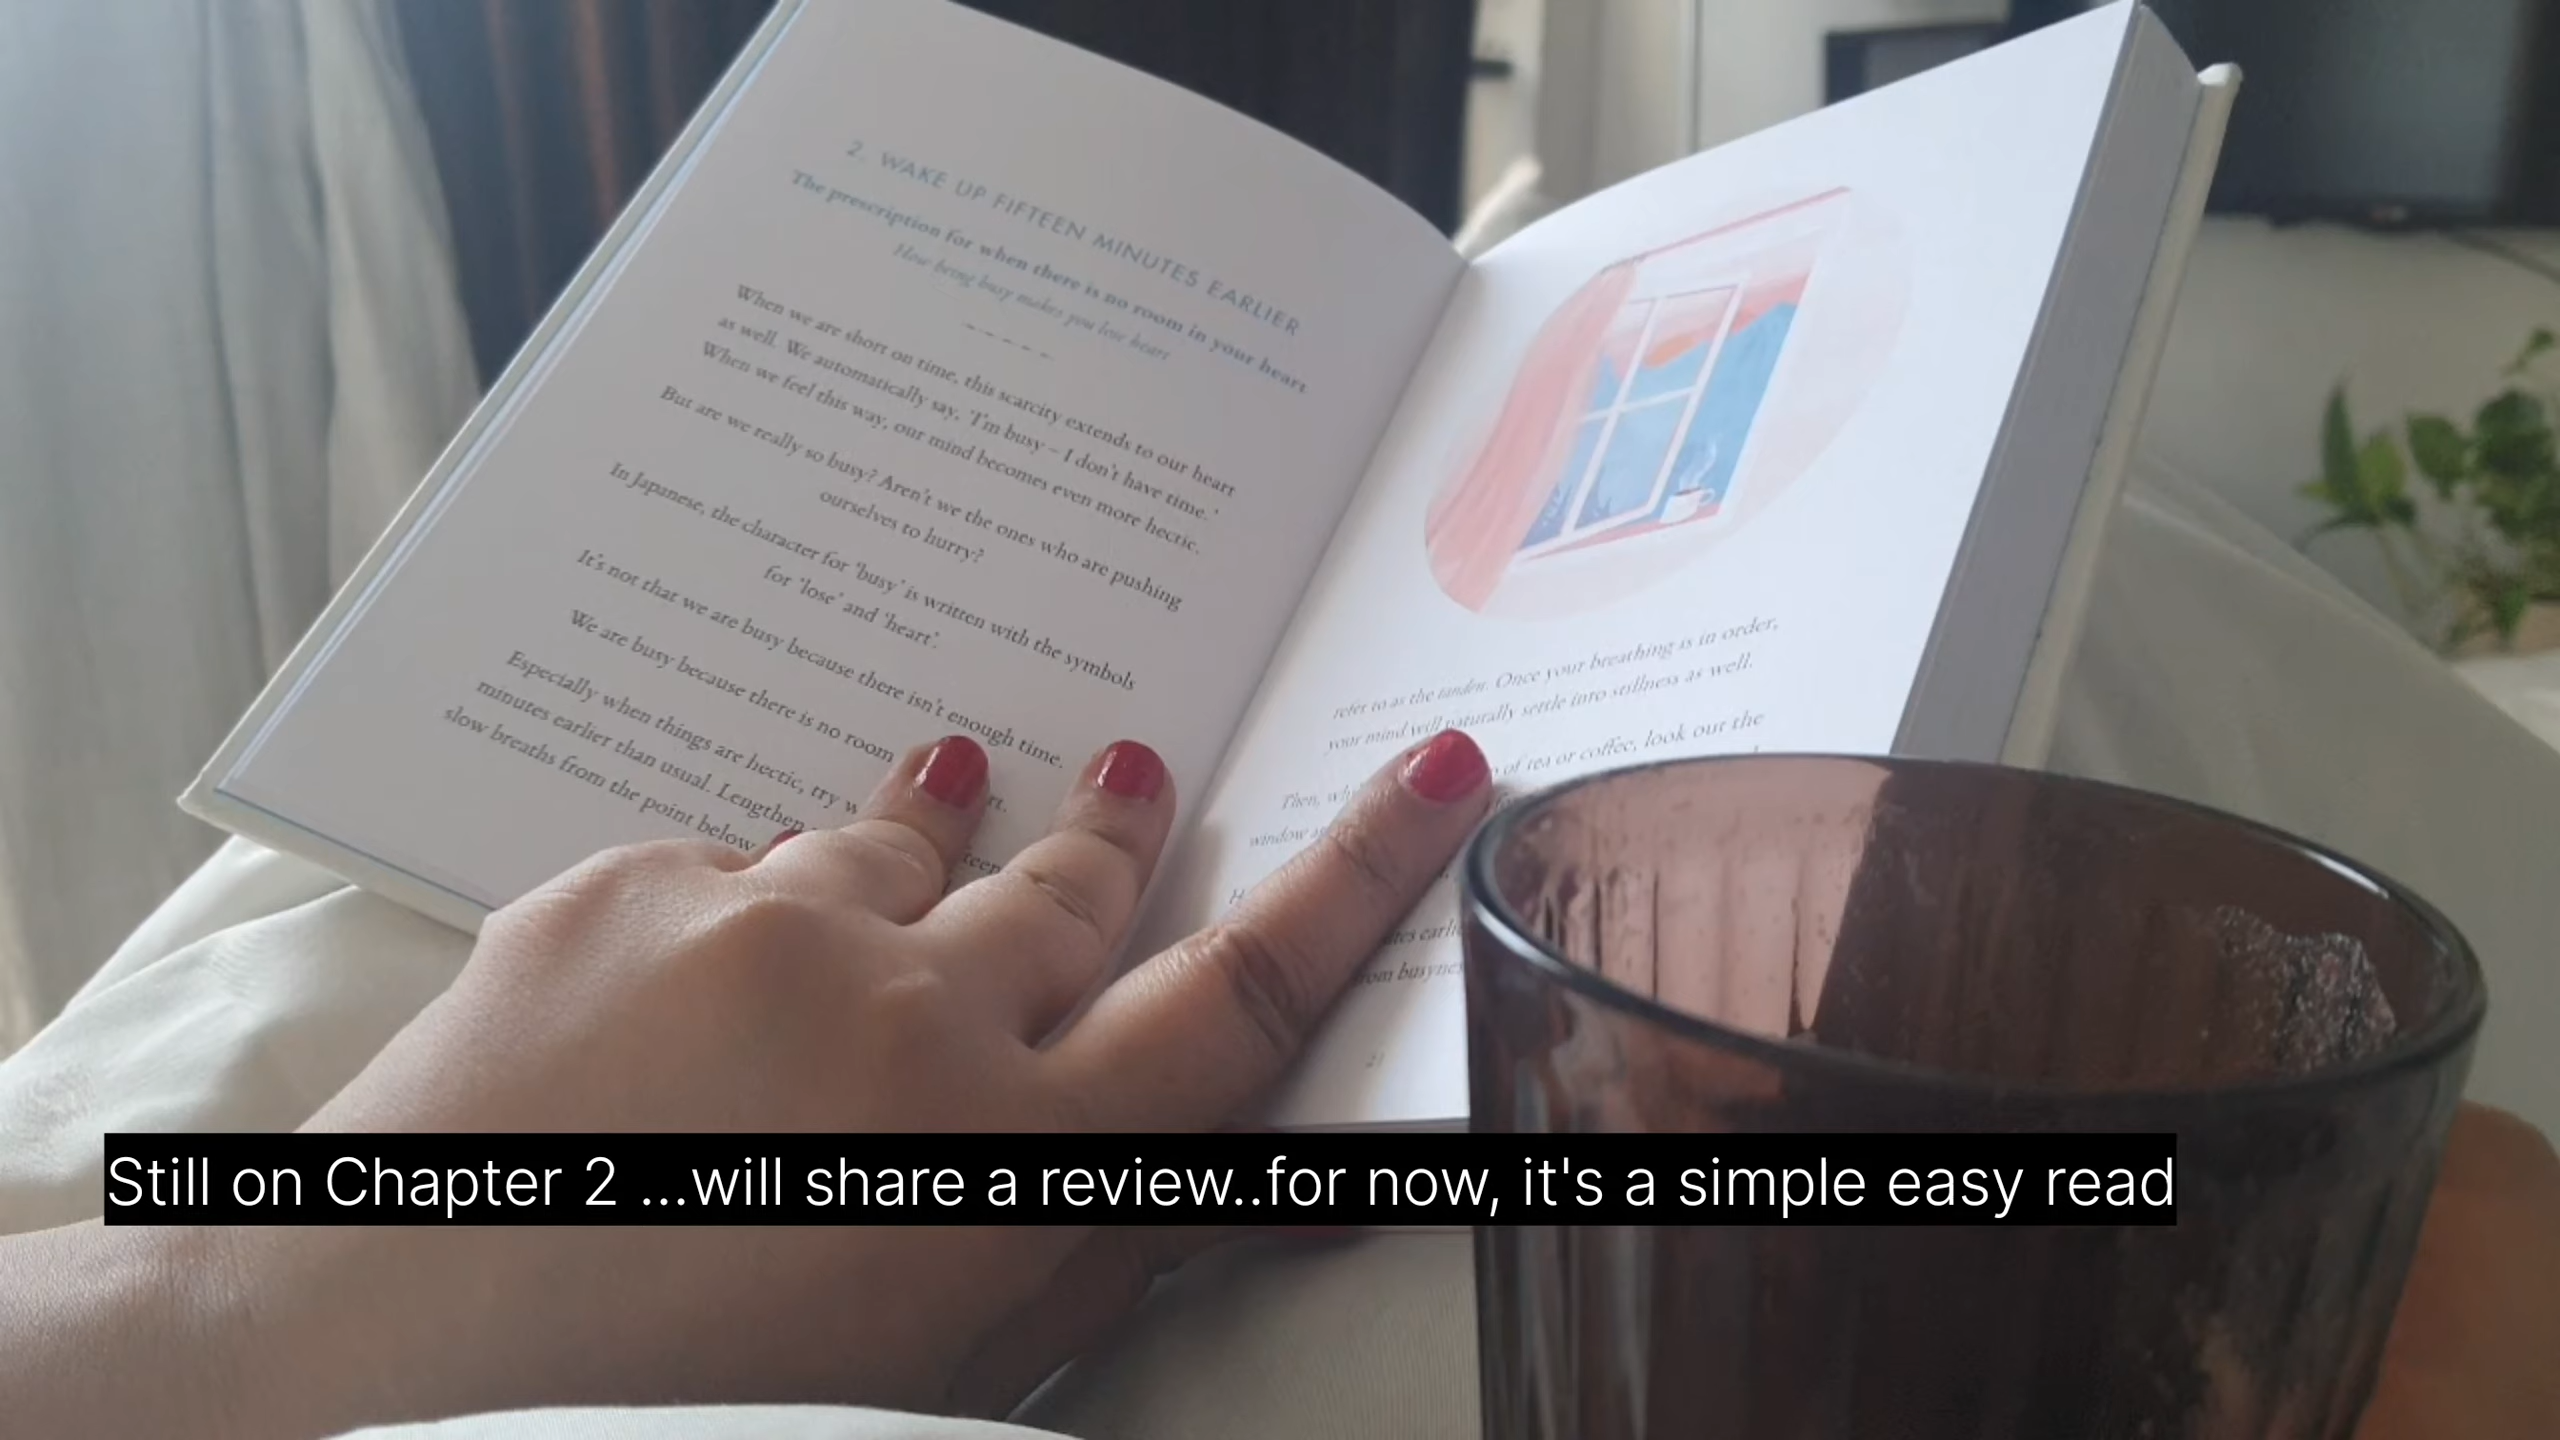 2. WAKE UP FIFTEEN MINUTES EARLIER
The prescription for when there is no room in your heart
How being busy makes you lose heart
When we are short on time, this scarcity extends to our heart
as well. We automatically say, 'I'm busy – I don't have time.'
When we feel this way, our mind becomes even more hectic.
But are we really so busy? Aren't we the ones who are pushing
ourselves to hurry?
In Japanese, the character for 'busy' is written with the symbols
for 'lose' and 'heart'.
It's not that we are busy because there isn't enough time.
We are busy because there is no room
Especially when things are hectic, try
minutes earlier than usual. Lengthen
slow breaths from the point below
refer to as the tanden. Once your breathing is in order,
your mind will naturally settle into stillness as well.
Then, of tea or coffee, look out the
window
Still on Chapter 2 ...will share a review..for now, it's a simple easy read